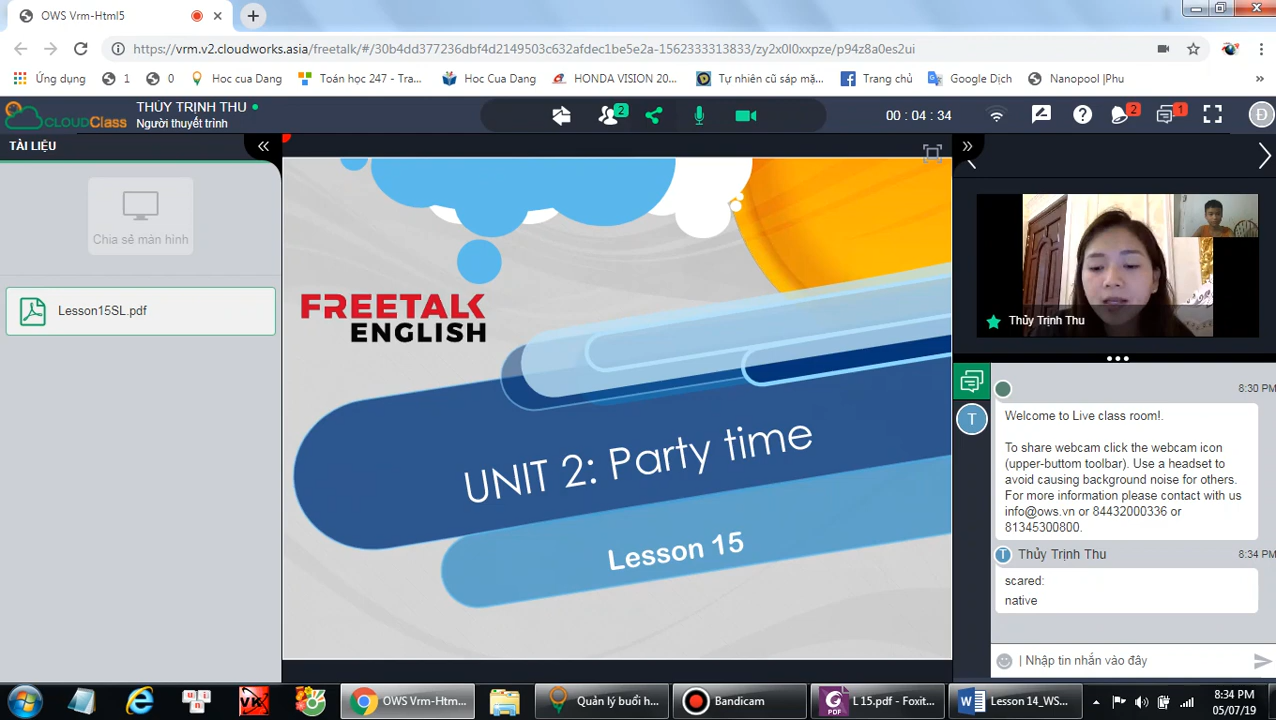 OWS Vrm-Html5
https://vrm.v2.cloudworks.asia/freetalk/#/30b4dd377236dbf4d2149503c632afdec1be5e2a-1562333313833/zy2x0l0xxpze/p94z8a0es2ui
Ứng dụng
1
0
Hoc cua Dang
Toán học 247 - Tra...
Học Cua Dang
HONDA VISION 20...
Tự nhiên cũ sáp mặ...
Trang chủ
Google Dịch
Nanopool |Phu
»
CLOUDClass
THỦY TRỊNH THU
Người thuyết trình
2
00 : 04 : 34
2
1
Đ
TÀI LIỆU
Chia sẻ màn hình
Lesson15SL.pdf
FREETALK
ENGLISH
UNIT 2: Party time
Lesson 15
Thủy Trịnh Thu
8:30 PM
T
Welcome to Live class room!.
To share webcam click the webcam icon
(upper-buttom toolbar). Use a headset to
avoid causing background noise for others.
For more information please contact with us
info@ows.vn or 84432000336 or
81345300800.
T Thủy Trịnh Thu 8:34 PM
scared:
native
Nhập tin nhắn vào đây
OWS Vrm-Htm...
Quản lý buổi h...
Bandicam
L 15.pdf - Foxit...
Lesson 14_WS...
8:34 PM
05/07/19